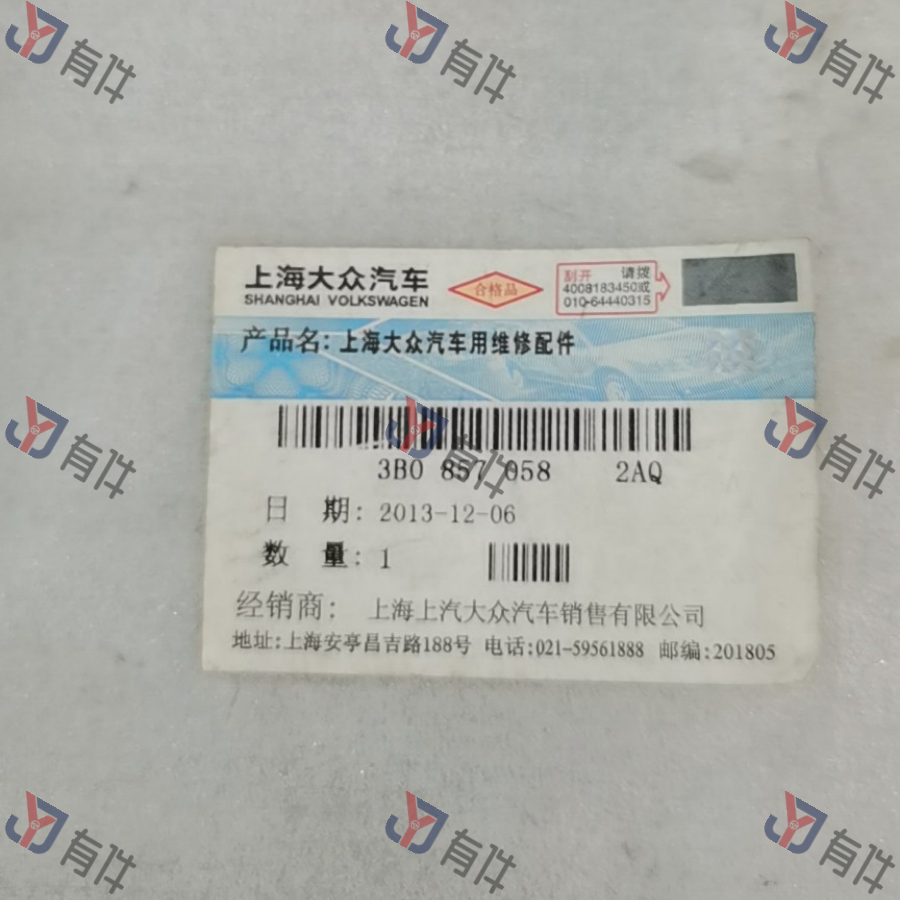 有件
有件
有件
上海大众汽车
SHANGHAI VOLKSWAGEN
合格品
刮开 请拨
4008183450或
010-64440315
产品名: 上海大众汽车用维修配件
有件
有件
有件
3B0 857 058 2AQ
日 期: 2013-12-06
数 量: 1
经销商: 上海上汽大众汽车销售有限公司
地址:上海安亭昌吉路188号 电话:021-59561888 邮编:201805
有件
有件
有件